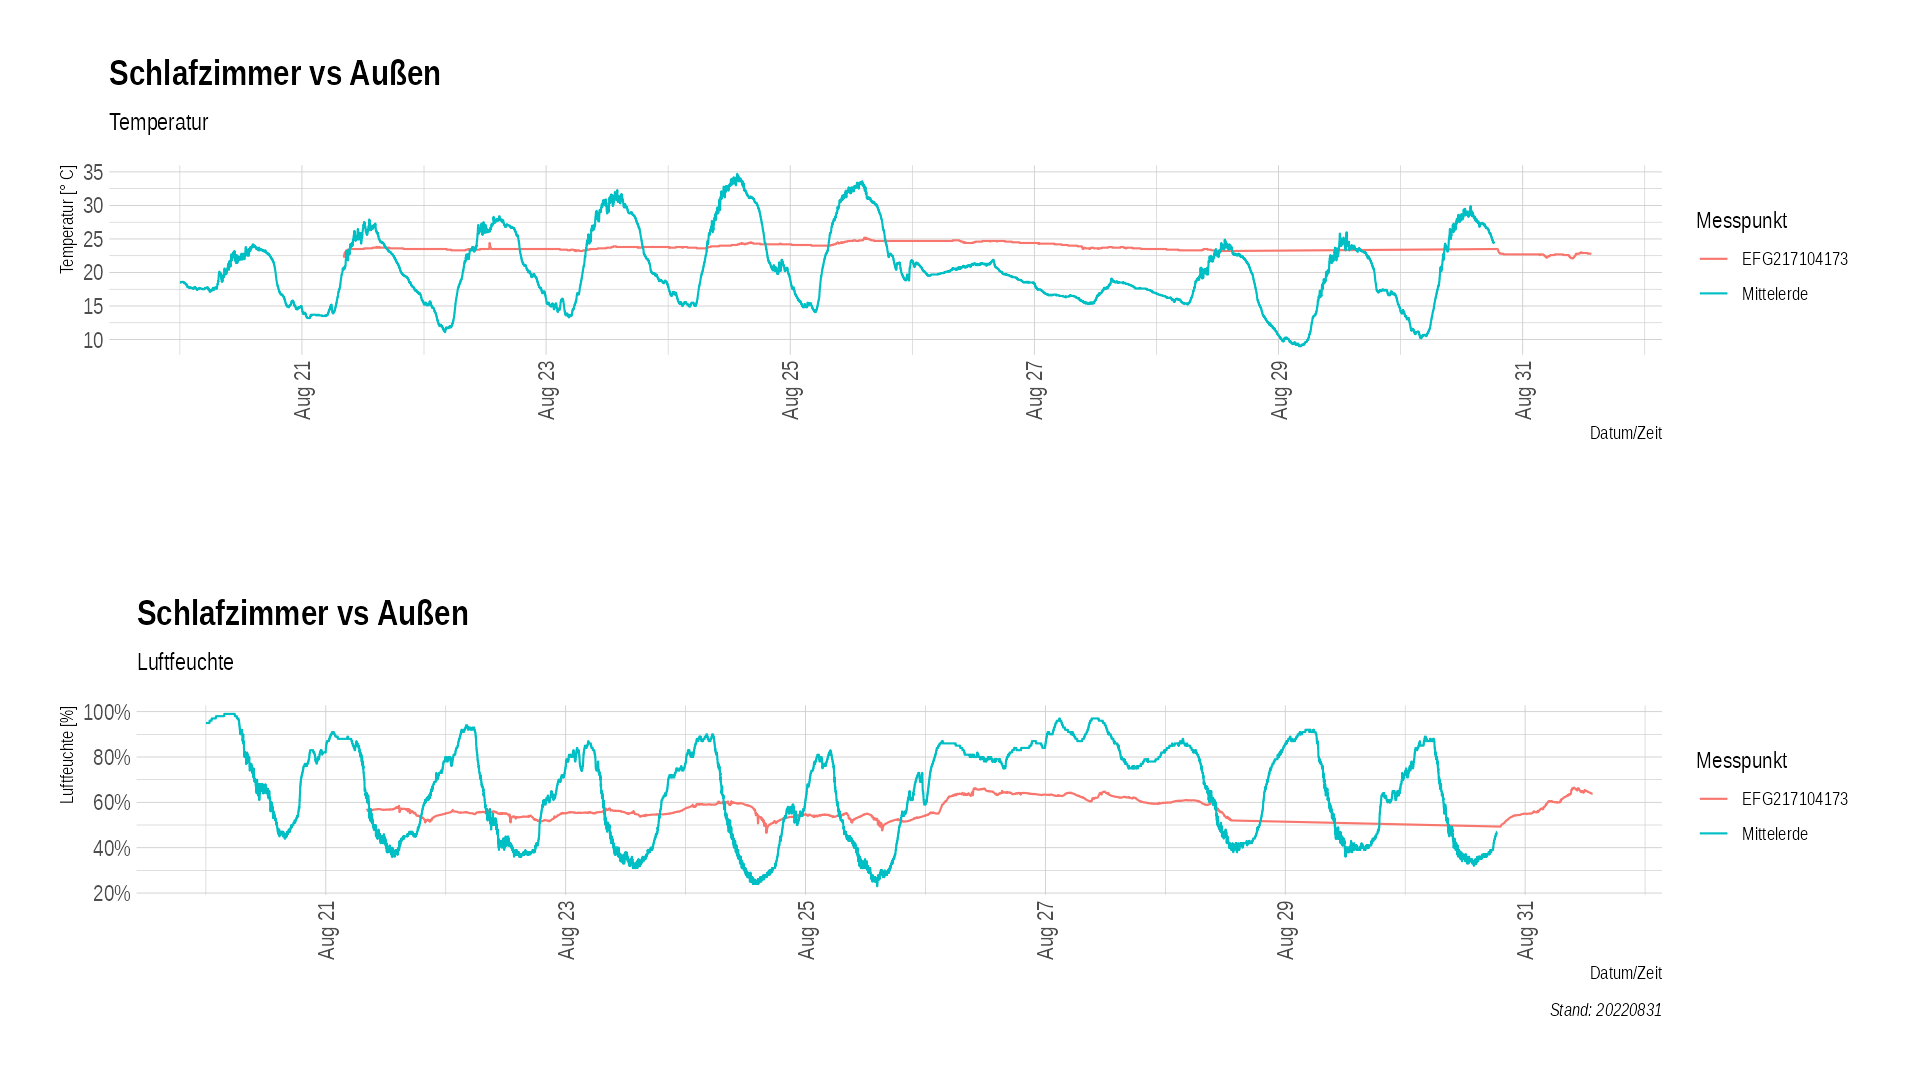 Schlafzimmer vs Außen
Temperatur
Temperatur [° C]
35
30
25
20
15
10
Aug 21
Aug 23
Aug 25
Aug 27
Aug 29
Aug 31
Datum/Zeit
Messpunkt
EFG217104173
Mittelerde
Schlafzimmer vs Außen
Luftfeuchte
Luftfeuchte [%]
100%
80%
60%
40%
20%
Aug 21
Aug 23
Aug 25
Aug 27
Aug 29
Aug 31
Datum/Zeit
Messpunkt
EFG217104173
Mittelerde
Stand: 20220831